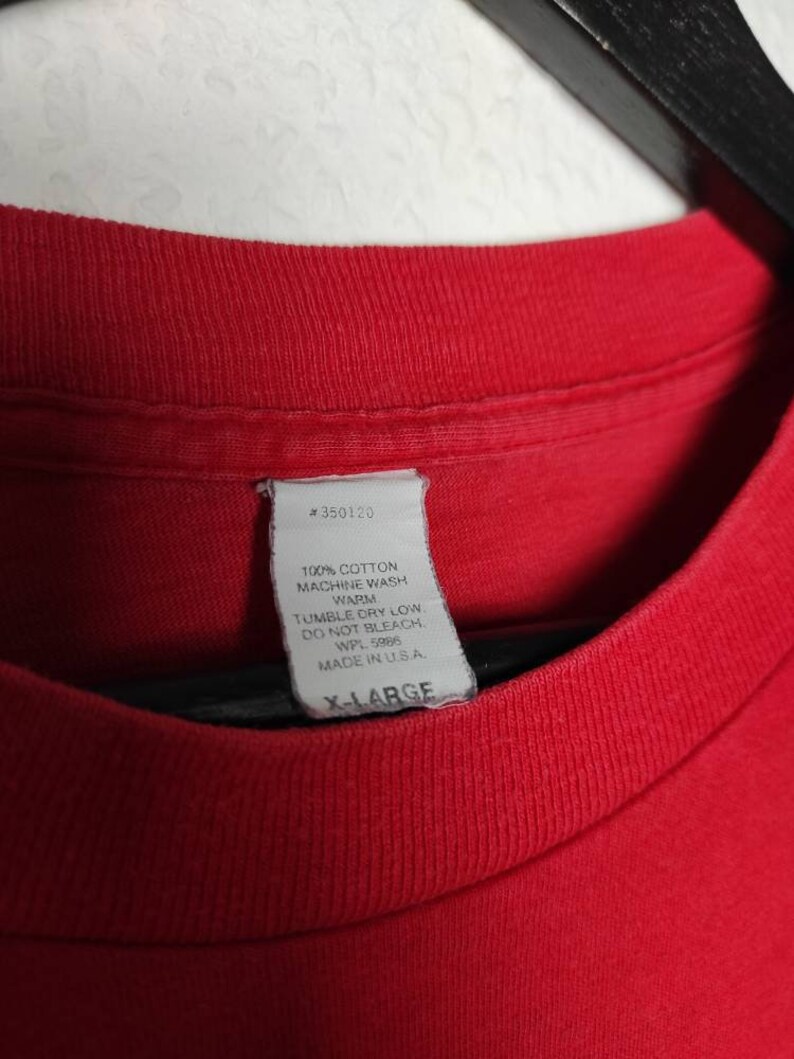 #350120
100% COTTON
MACHINE WASH
WARM.
TUMBLE DRY LOW.
DO NOT BLEACH.
WPL 5986
MADE IN U.S.A.
X-LARGE